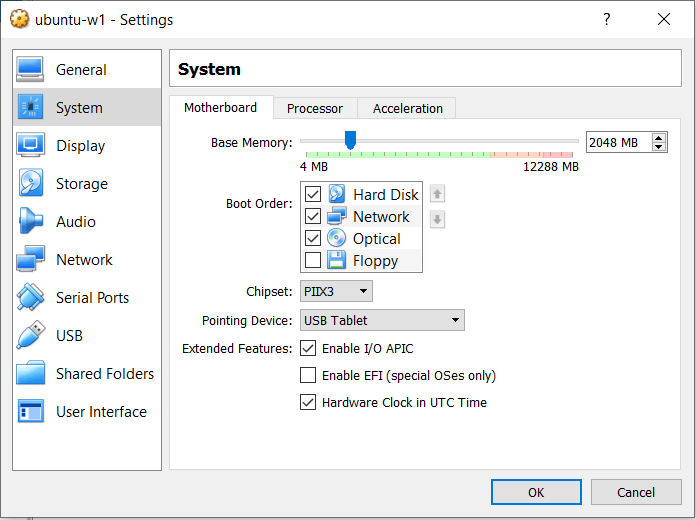 ubuntu-w1 - Settings
?
General
System
Display
Storage
Audio
Network
Serial Ports
USB
Shared Folders
User Interface
System
Motherboard Processor Acceleration
Base Memory: 2048 MB
4 MB 12288 MB
Boot Order: Hard Disk
Network
Optical
Floppy
Chipset: PIIX3
Pointing Device: USB Tablet
Extended Features: Enable I/O APIC
Enable EFI (special OSes only)
Hardware Clock in UTC Time
OK Cancel